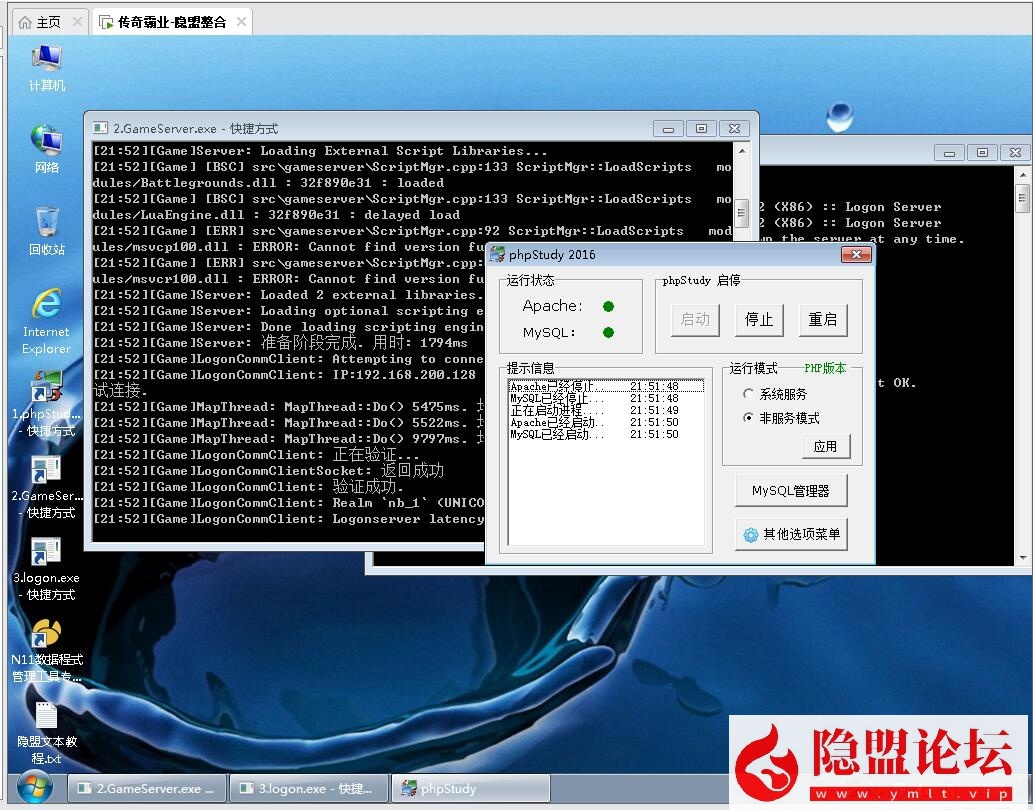 主页
传奇霸业-隐盟整合
计算机
网络
回收站
Internet
Explorer
1.phpStud...
- 快捷方式
2.GameSer...
- 快捷方式
3.logon.exe
- 快捷方式
N11数据程式
管理工具专...
隐盟文本教
程.txt
2.GameServer.exe - 快捷方式
[21:52][Game]Server: Loading External Script Libraries...
[21:52][Game] [BSC] src\gameserver\ScriptMgr.cpp:133 ScriptMgr::LoadScripts mo
dules/Battlegrounds.dll : 32f890e31 : loaded
[21:52][Game] [BSC] src\gameserver\ScriptMgr.cpp:133 ScriptMgr::LoadScripts mo
dules/LuaEngine.dll : 32f890e31 : delayed load
[21:52][Game] [ERR] src\gameserver\ScriptMgr.cpp:92 ScriptMgr::LoadScripts mod
ules/msvcp100.dll : ERROR: Cannot find version fu
[21:52][Game] [ERR] src\gameserver\ScriptMgr.cpp:
ules/msvcr100.dll : ERROR: Cannot find version fu
[21:52][Game]Server: Loaded 2 external libraries.
[21:52][Game]Server: Loading optional scripting e
[21:52][Game]Server: Done loading scripting engin
[21:52][Game]Server: 准备阶段完成. 用时: 1794ms
[21:52][Game]LogonCommClient: Attempting to conne
[21:52][Game]LogonCommClient: IP:192.168.200.128
试连接.
[21:52][Game]MapThread: MapThread::Do() 5475ms.
[21:52][Game]MapThread: MapThread::Do() 5522ms.
[21:52][Game]MapThread: MapThread::Do() 9797ms.
[21:52][Game]LogonCommClient: 正在验证...
[21:52][Game]LogonCommClientSocket: 返回成功
[21:52][Game]LogonCommClient: 验证成功.
[21:52][Game]LogonCommClient: Realm `nb_1` (UNICO
[21:52][Game]LogonCommClient: Logonserver latency
2 (X86) :: Logon Server
2 (X86) :: Logon Server
the server at any time.
t OK.
phpStudy 2016
运行状态
Apache:
MySQL:
phpStudy 启停
启动
停止
重启
提示信息
Apache已经停止... 21:51:48
MySQL已经停止... 21:51:48
正在启动进程.... 21:51:49
Apache已经启动.. 21:51:50
MySQL已经启动... 21:51:50
运行模式
PHP版本
系统服务
非服务模式
应用
MySQL管理器
其他选项菜单
2.GameServer.exe ...
3.logon.exe - 快捷...
phpStudy
隐盟论坛
www.ymlt.vip